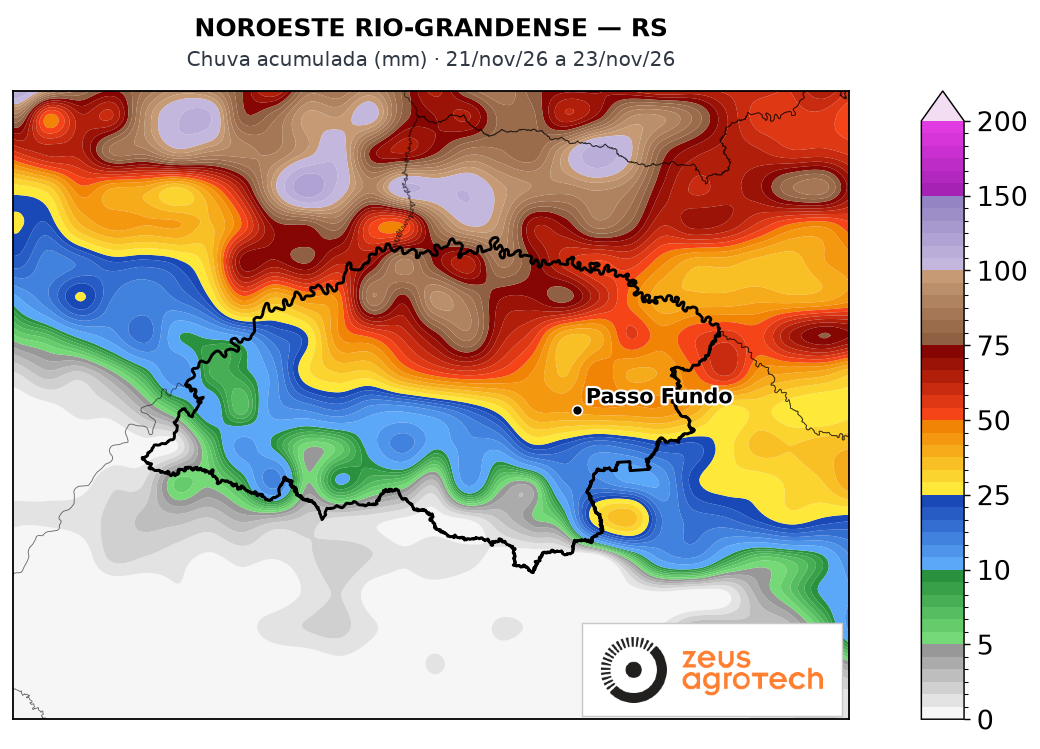 NOROESTE RIO-GRANDENSE — RS
Chuva acumulada (mm) · 21/nov/26 a 23/nov/26
200
150
100
75
50
25
10
5
0
Passo Fundo
zeus
agrotech